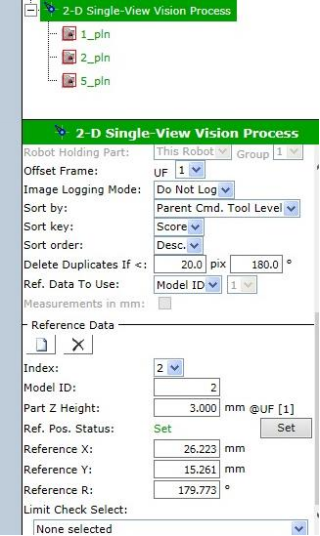 2-D Single-View Vision Process
1_pln
2_pln
5_pln
2-D Single-View Vision Process
Robot Holding Part: This Robot Group 1
Offset Frame: UF 1
Image Logging Mode: Do Not Log
Sort by: Parent Cmd. Tool Level
Sort key: Score
Sort order: Desc.
Delete Duplicates If <: 20.0 pix 180.0 °
Ref. Data To Use: Model ID 1
Measurements in mm:
Reference Data
Index: 2
Model ID: 2
Part Z Height: 3.000 mm @UF [1]
Ref. Pos. Status: Set Set
Reference X: 26.223 mm
Reference Y: 15.261 mm
Reference R: 179.773 °
Limit Check Select:
None selected